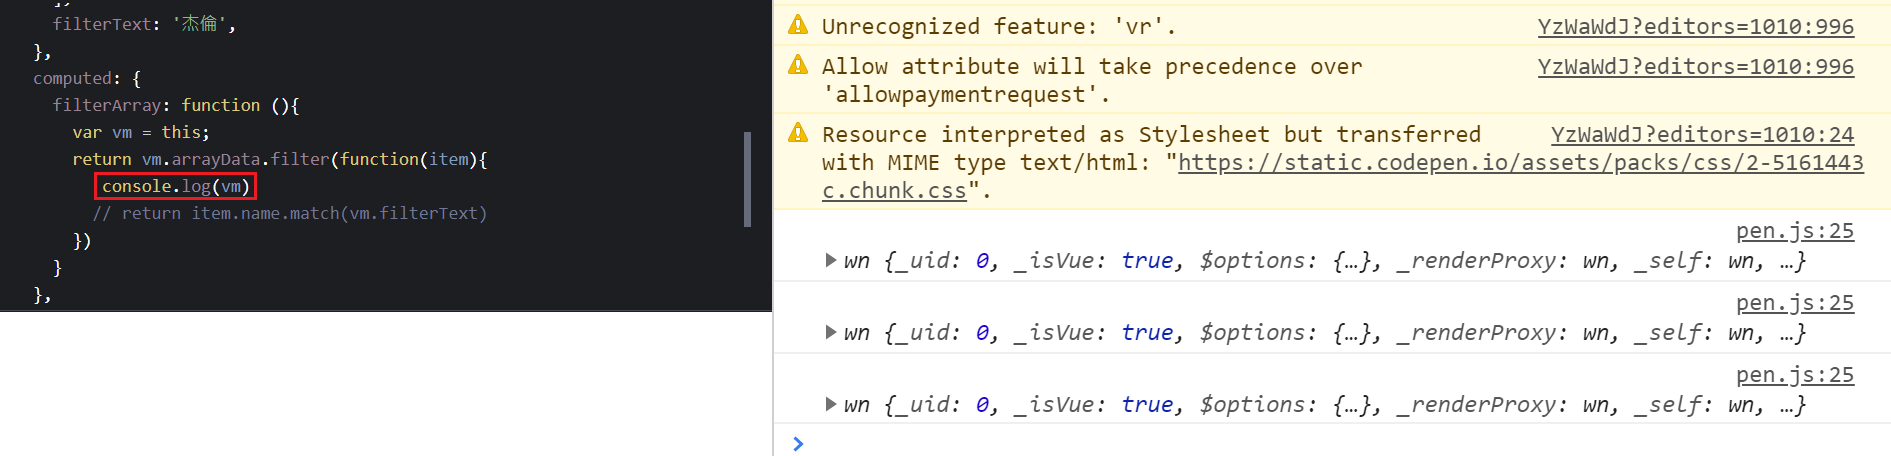 filterText: '杰倫',
},
computed: {
filterArray: function (){
var vm = this;
return vm.arrayData.filter(function(item){
console.log(vm)
// return item.name.match(vm.filterText)
})
}
},
Unrecognized feature: 'vr'. YzWaWdJ?editors=1010:996
Allow attribute will take precedence over YzWaWdJ?editors=1010:996
'allowpaymentrequest'.
Resource interpreted as Stylesheet but transferred YzWaWdJ?editors=1010:24
with MIME type text/html: "https://static.codepen.io/assets/packs/css/2-5161443
c.chunk.css".
pen.js:25
wn {_uid: 0, _isVue: true, $options: {…}, _renderProxy: wn, _self: wn, …}
pen.js:25
wn {_uid: 0, _isVue: true, $options: {…}, _renderProxy: wn, _self: wn, …}
pen.js:25
wn {_uid: 0, _isVue: true, $options: {…}, _renderProxy: wn, _self: wn, …}